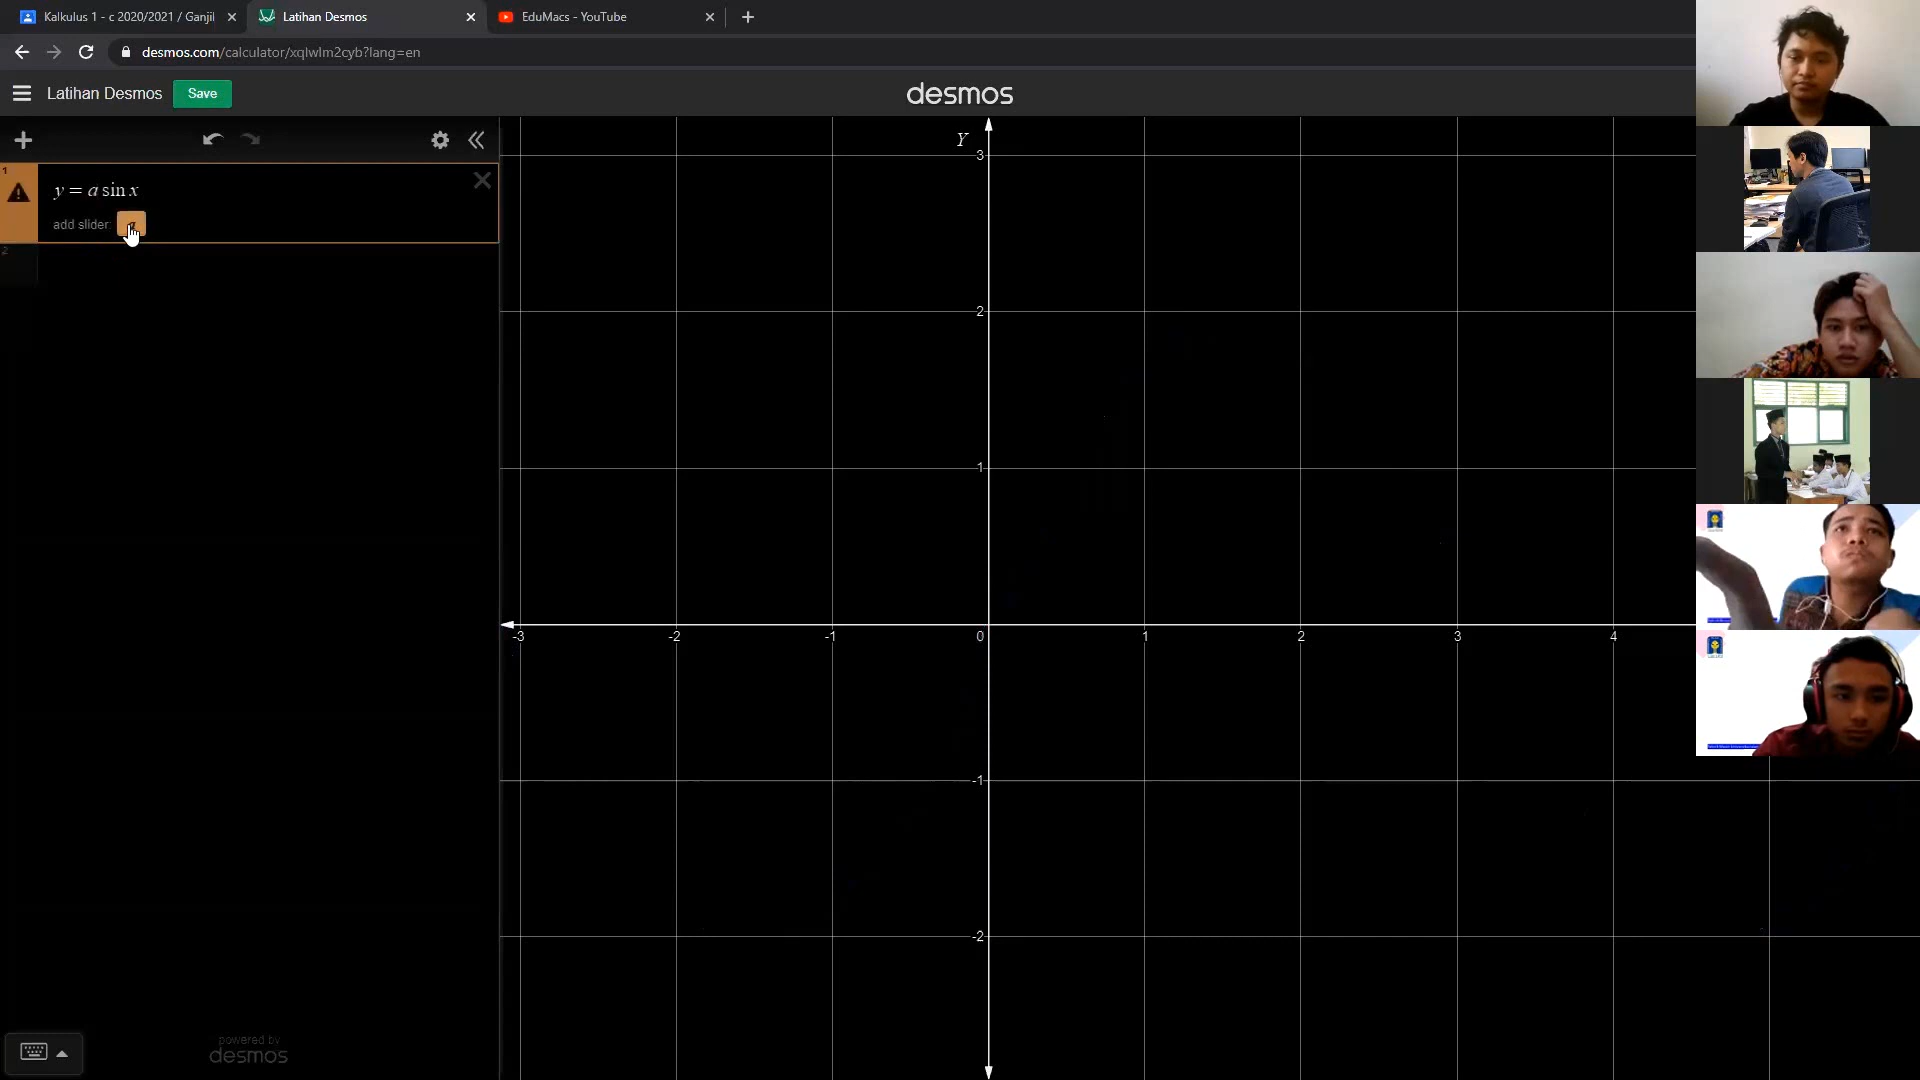 Kalkulus 1 - c 2020/2021 / Ganjil
Latihan Desmos
EduMacs - YouTube
desmos.com/calculator/xqlwlm2cyb?lang=en
Latihan Desmos
Save
desmos
1
y = a sin x
add slider:
2
Y
3
2
1
-3
-2
-1
0
1
2
3
4
-1
-2
powered by
desmos